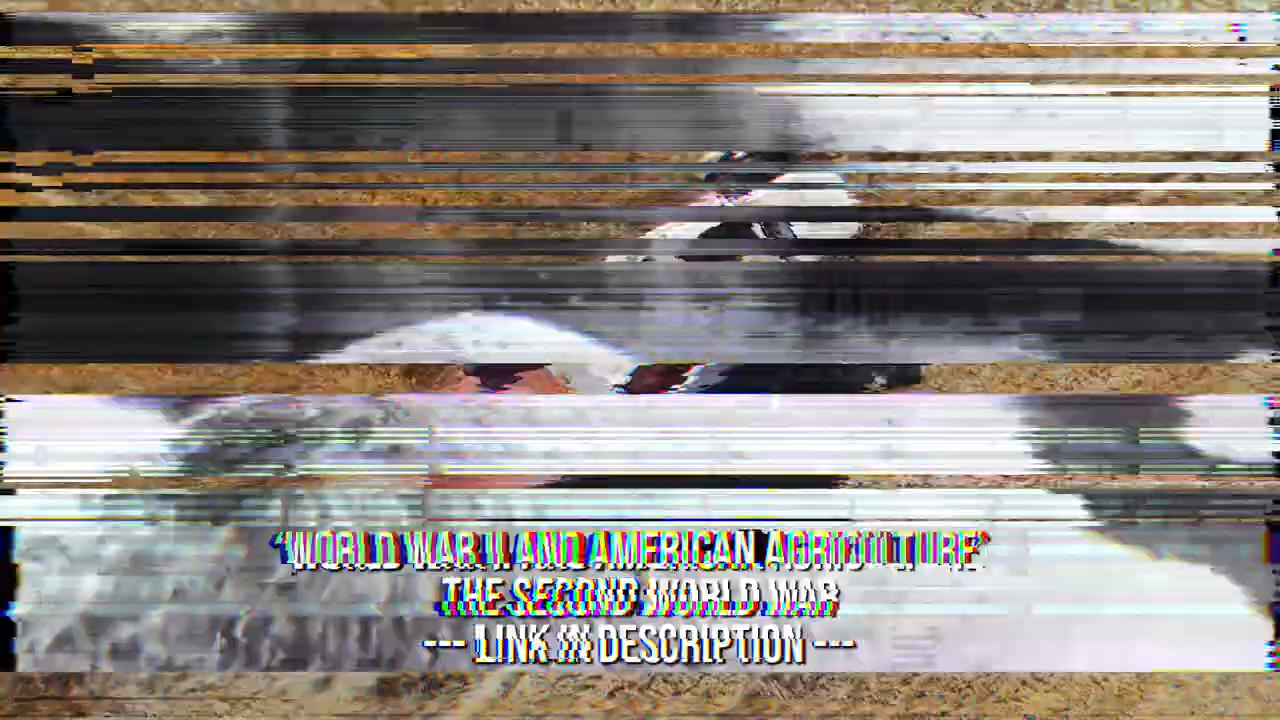 “WORLD WAR II AND AMERICAN AGRICULTURE”
THE SECOND WORLD WAR
--- LINK IN DESCRIPTION ---